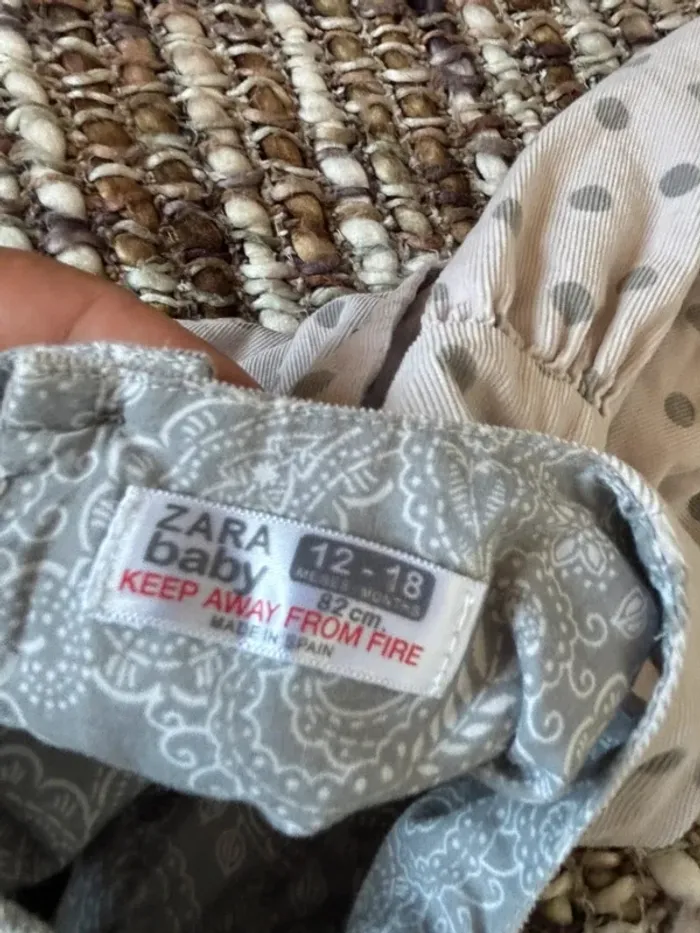 ZARA
baby
12 - 18
MESES - MONTHS
82 cm.
KEEP AWAY FROM FIRE
MADE IN SPAIN